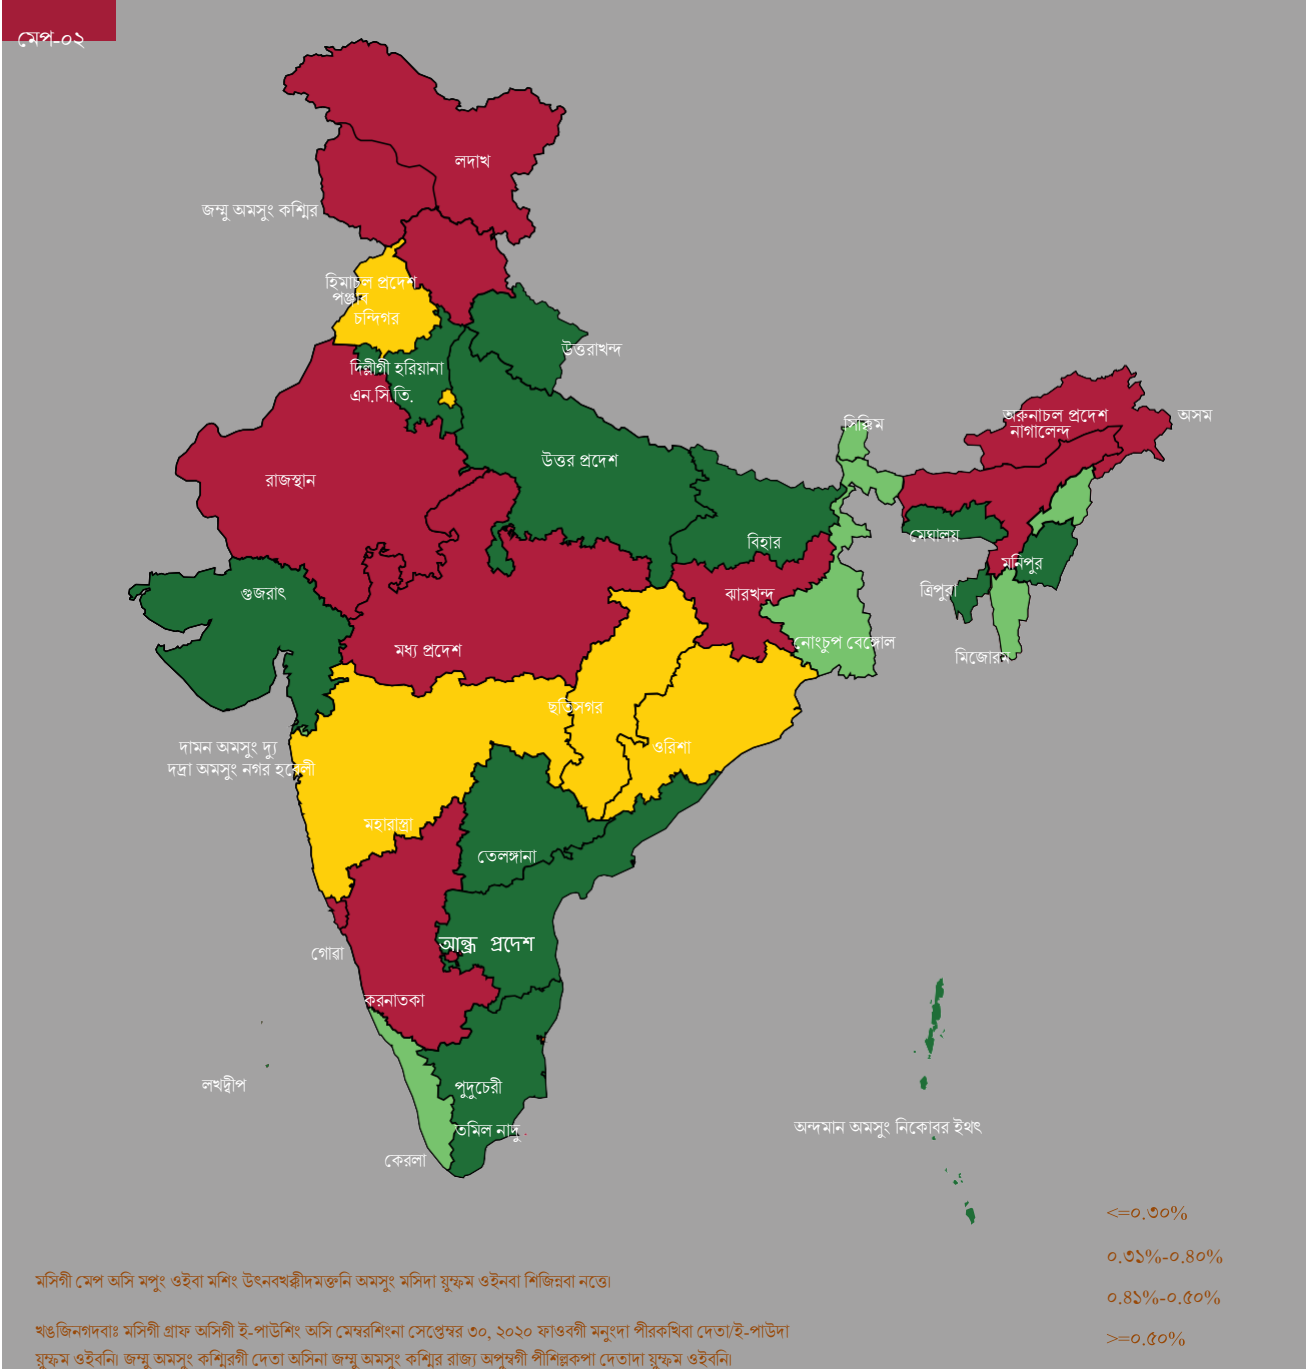 মেপ-০২
লদাখ
জম্মু অমসুং কশ্মির
হিমাচল প্রদেশ
পঞ্জাব
চন্দিগর
উত্তরাখন্দ
দিল্লীগী হরিয়ানা
এন.সি.তি.
অরুনাচল প্রদেশ
অসম
নাগালেন্দ
সিক্কিম
উত্তর প্রদেশ
রাজস্থান
মেঘালয়
বিহার
মনিপুর
ত্রিপুরা
গুজরাৎ
ঝারখন্দ
মধ্য প্রদেশ
নোংচুপ বেঙ্গোল
মিজোরম
ছত্তিসগর
দামন অমসুং দ্যু
ওরিশা
দদ্রা অমসুং নগর হবেলী
মহারাস্ত্রা
তেলঙ্গানা
আন্ধ্র প্রদেশ
গোৱা
করনাতকা
লখদ্বীপ
পুদুচেরী
তমিল নাদু
অন্দমান অমসুং নিকোবর ইথৎ
কেরলা
<=০.৩০%
০.৩১%-০.৪০%
০.৪১%-০.৫০%
>=০.৫০%
মসিগী মেপ অসি মপুং ওইবা মশিং উৎনবখক্কীদমক্তনি অমসুং মসিদা য়ুম্ফম ওইনবা শিজিন্নবা নত্তে।
খঙজিনগদবাঃ মসিগী গ্রাফ অসিগী ই-পাউশিং অসি মেম্বরশিংনা সেপ্তেম্বর ৩০, ২০২০ ফাওবগী মনুংদা পীরকখিবা দেতা/ই-পাউদা
য়ুম্ফম ওইবনি। জম্মু অমসুং কশ্মিরগী দেতা অসিনা জম্মু অমসুং কশ্মির রাজ্য অপুম্বগী পীশিল্লকপা দেতাদা য়ুম্ফম ওইবনি।